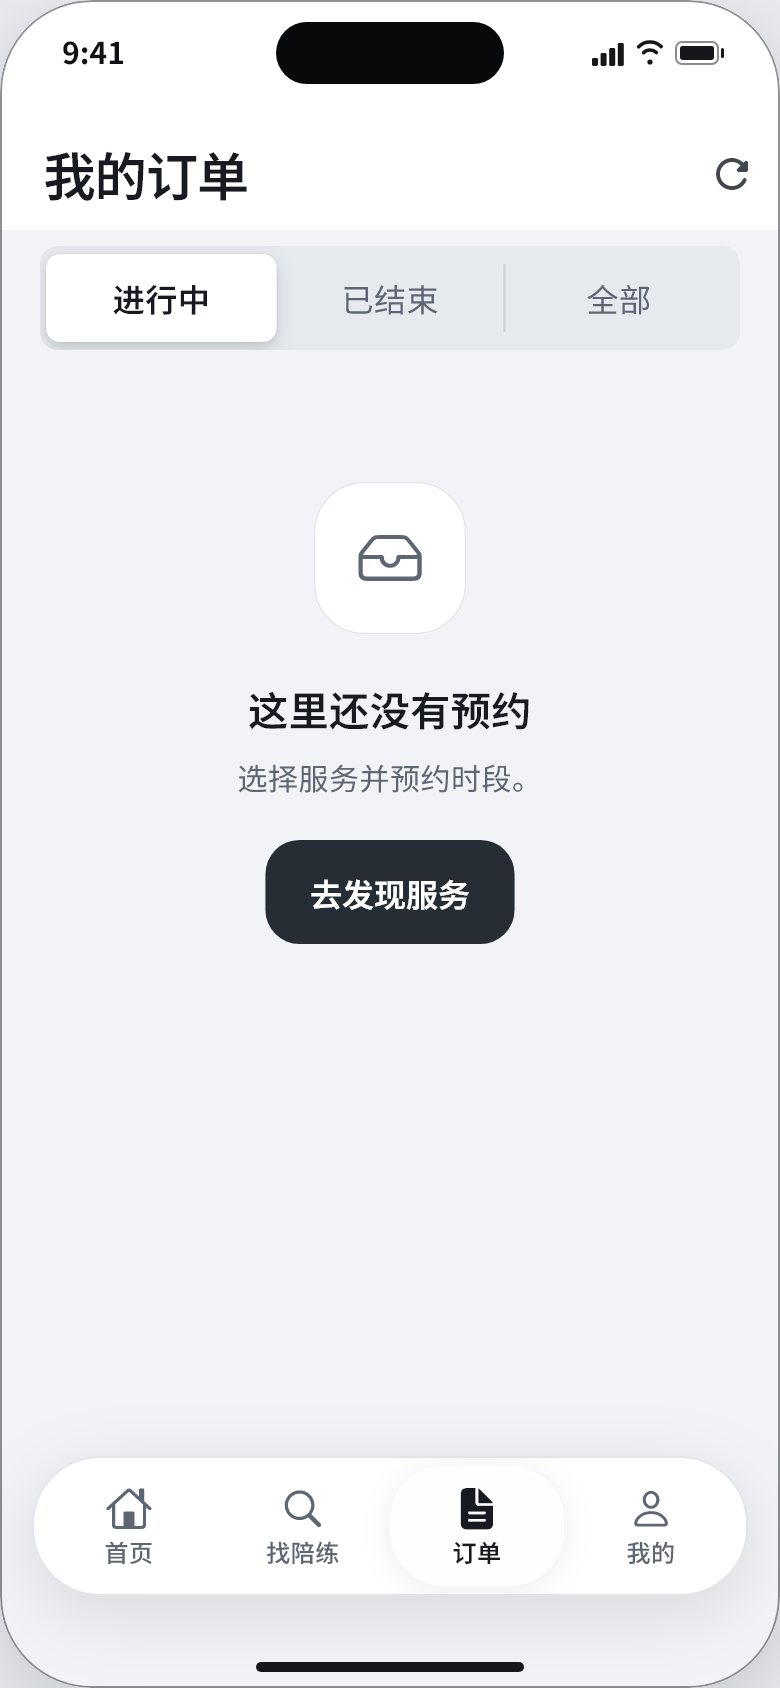 9:41
我的订单
进行中
已结束
全部
这里还没有预约
选择服务并预约时段。
去发现服务
首页
找陪练
订单
我的